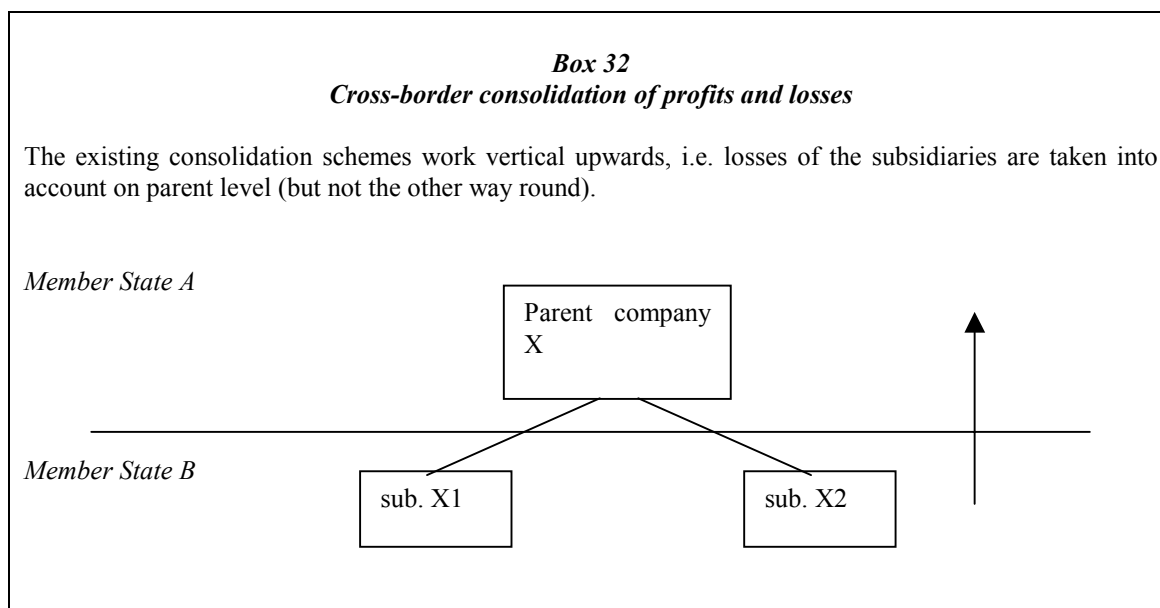 Box 32
Cross-border consolidation of profits and losses
The existing consolidation schemes work vertical upwards, i.e. losses of the subsidiaries are taken into
account on parent level (but not the other way round).
Member State A
Parent company
X
Member State B
sub. X1
sub. X2